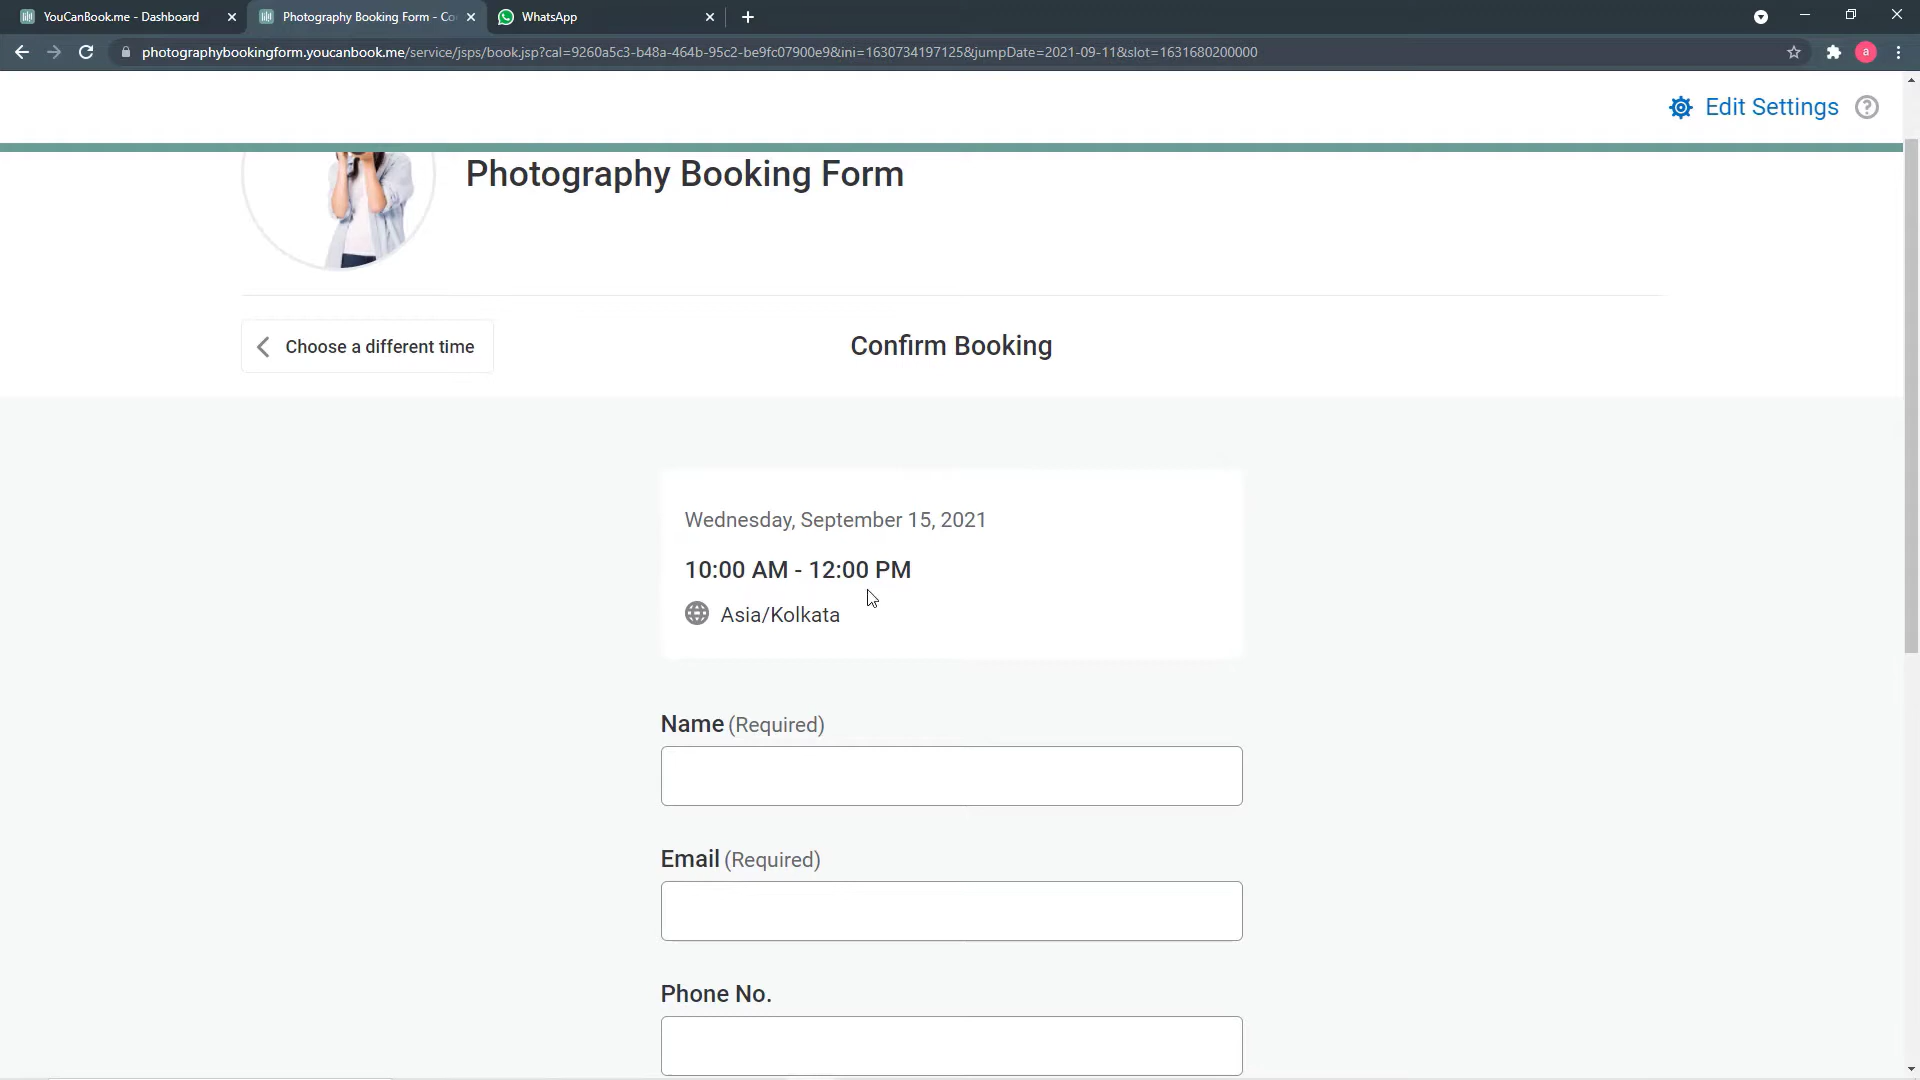 YouCanBook.me - Dashboard
Photography Booking Form - Co
WhatsApp
photographybookingform.youcanbook.me/service/jsps/book.jsp?cal=9260a5c3-b48a-464b-95c2-be9fc07900e9&ini=1630734197125&jumpDate=2021-09-11&slot=1631680200000
a
Edit Settings ?
Photography Booking Form
Choose a different time
Confirm Booking
Wednesday, September 15, 2021
10:00 AM - 12:00 PM
Asia/Kolkata
Name (Required)
Email (Required)
Phone No.